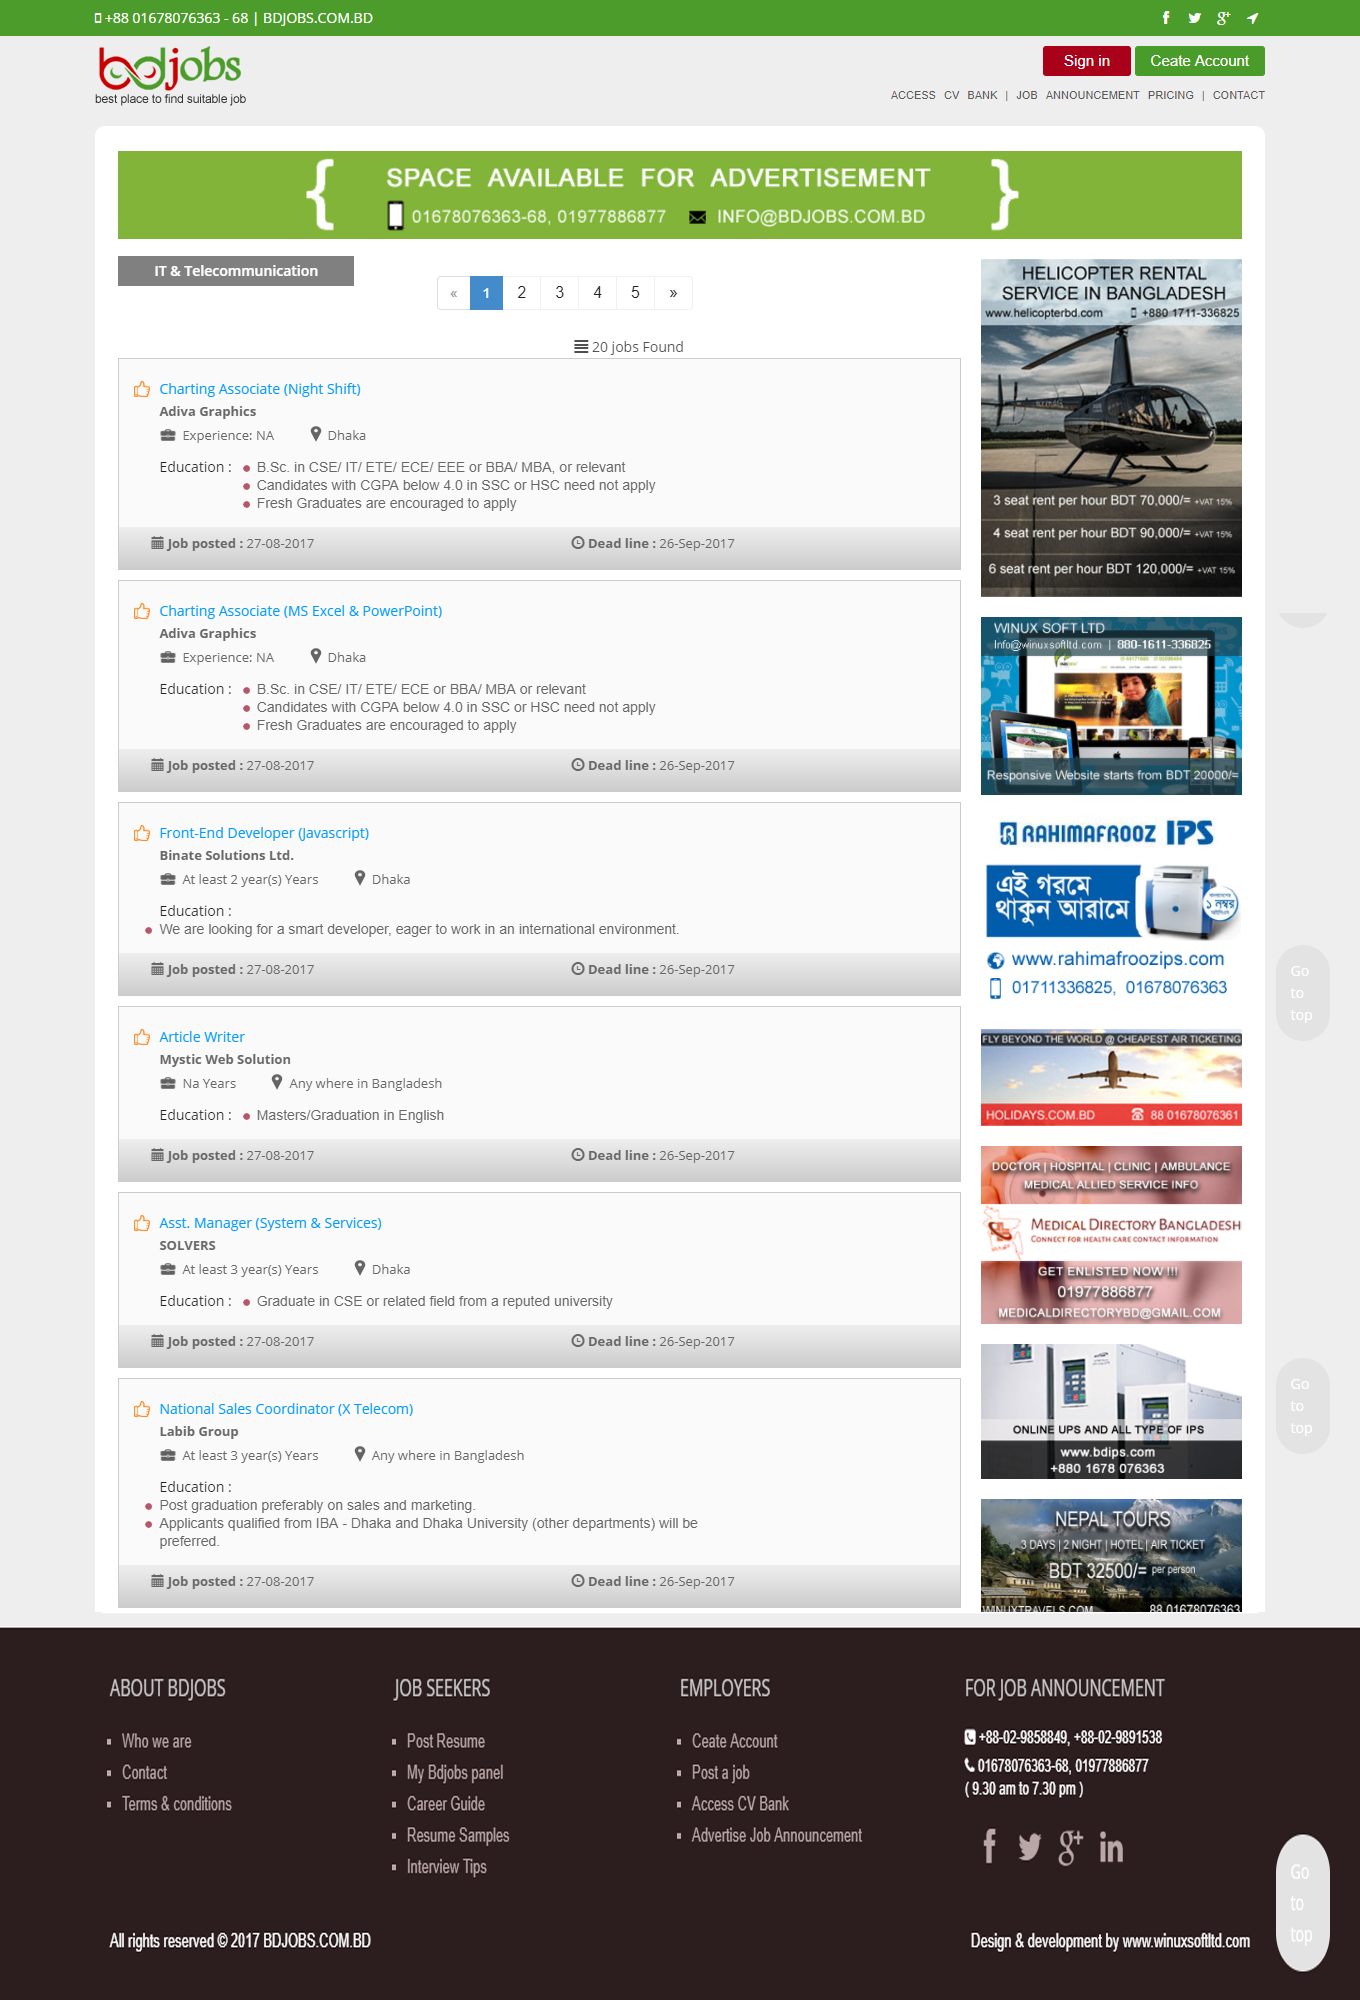 +88 01678076363 - 68 | BDJOBS.COM.BD
bdjobs
best place to find suitable job
Sign in
Ceate Account
ACCESS CV BANK | JOB ANNOUNCEMENT PRICING | CONTACT
{ SPACE AVAILABLE FOR ADVERTISEMENT }
01678076363-68, 01977886877 INFO@BDJOBS.COM.BD
IT & Telecommunication
« 1 2 3 4 5 »
20 jobs Found
Charting Associate (Night Shift)
Adiva Graphics
Experience: NA Dhaka
Education : B.Sc. in CSE/ IT/ ETE/ ECE/ EEE or BBA/ MBA, or relevant
Candidates with CGPA below 4.0 in SSC or HSC need not apply
Fresh Graduates are encouraged to apply
Job posted : 27-08-2017 Dead line : 26-Sep-2017
Charting Associate (MS Excel & PowerPoint)
Adiva Graphics
Experience: NA Dhaka
Education : B.Sc. in CSE/ IT/ ETE/ ECE or BBA/ MBA or relevant
Candidates with CGPA below 4.0 in SSC or HSC need not apply
Fresh Graduates are encouraged to apply
Job posted : 27-08-2017 Dead line : 26-Sep-2017
Front-End Developer (Javascript)
Binate Solutions Ltd.
At least 2 year(s) Years Dhaka
Education :
We are looking for a smart developer, eager to work in an international environment.
Job posted : 27-08-2017 Dead line : 26-Sep-2017
Article Writer
Mystic Web Solution
Na Years Any where in Bangladesh
Education : Masters/Graduation in English
Job posted : 27-08-2017 Dead line : 26-Sep-2017
Asst. Manager (System & Services)
SOLVERS
At least 3 year(s) Years Dhaka
Education : Graduate in CSE or related field from a reputed university
Job posted : 27-08-2017 Dead line : 26-Sep-2017
National Sales Coordinator (X Telecom)
Labib Group
At least 3 year(s) Years Any where in Bangladesh
Education :
Post graduation preferably on sales and marketing.
Applicants qualified from IBA - Dhaka and Dhaka University (other departments) will be
preferred.
Job posted : 27-08-2017 Dead line : 26-Sep-2017
HELICOPTER RENTAL
SERVICE IN BANGLADESH
www.helicopterbd.com +880 1711-336825
3 seat rent per hour BDT 70,000/= +VAT 15%
4 seat rent per hour BDT 90,000/= +VAT 15%
6 seat rent per hour BDT 120,000/= +VAT 15%
WINUX SOFT LTD
Info@winuxsoftltd.com | 880-1611-336825
Responsive Website starts from BDT 20000/=
RAHIMAFROOZ IPS
এই গরমে
থাকুন আরামে
১ নম্বর
www.rahimafroozips.com
01711336825, 01678076363
FLY BEYOND THE WORLD @ CHEAPEST AIR TICKETING
HOLIDAYS.COM.BD 88 01678076361
DOCTOR | HOSPITAL | CLINIC | AMBULANCE
MEDICAL ALLIED SERVICE INFO
MEDICAL DIRECTORY BANGLADESH
CONNECT FOR HEALTH CARE CONTACT INFORMATION
GET ENLISTED NOW !!!
01977886877
MEDICALDIRECTORYBD@GMAIL.COM
ONLINE UPS AND ALL TYPE OF IPS
www.bdips.com
+880 1678 076363
NEPAL TOURS
3 DAYS | 2 NIGHT | HOTEL | AIR TICKET
BDT 32500/= per person
WINUXTRAVELS.COM 88 01678076363
Go
to
top
Go
to
top
ABOUT BDJOBS
Who we are
Contact
Terms & conditions
JOB SEEKERS
Post Resume
My Bdjobs panel
Career Guide
Resume Samples
Interview Tips
EMPLOYERS
Ceate Account
Post a job
Access CV Bank
Advertise Job Announcement
FOR JOB ANNOUNCEMENT
+88-02-9858849, +88-02-9891538
01678076363-68, 01977886877
( 9.30 am to 7.30 pm )
Go
to
top
All rights reserved © 2017 BDJOBS.COM.BD
Design & development by www.winuxsoftltd.com